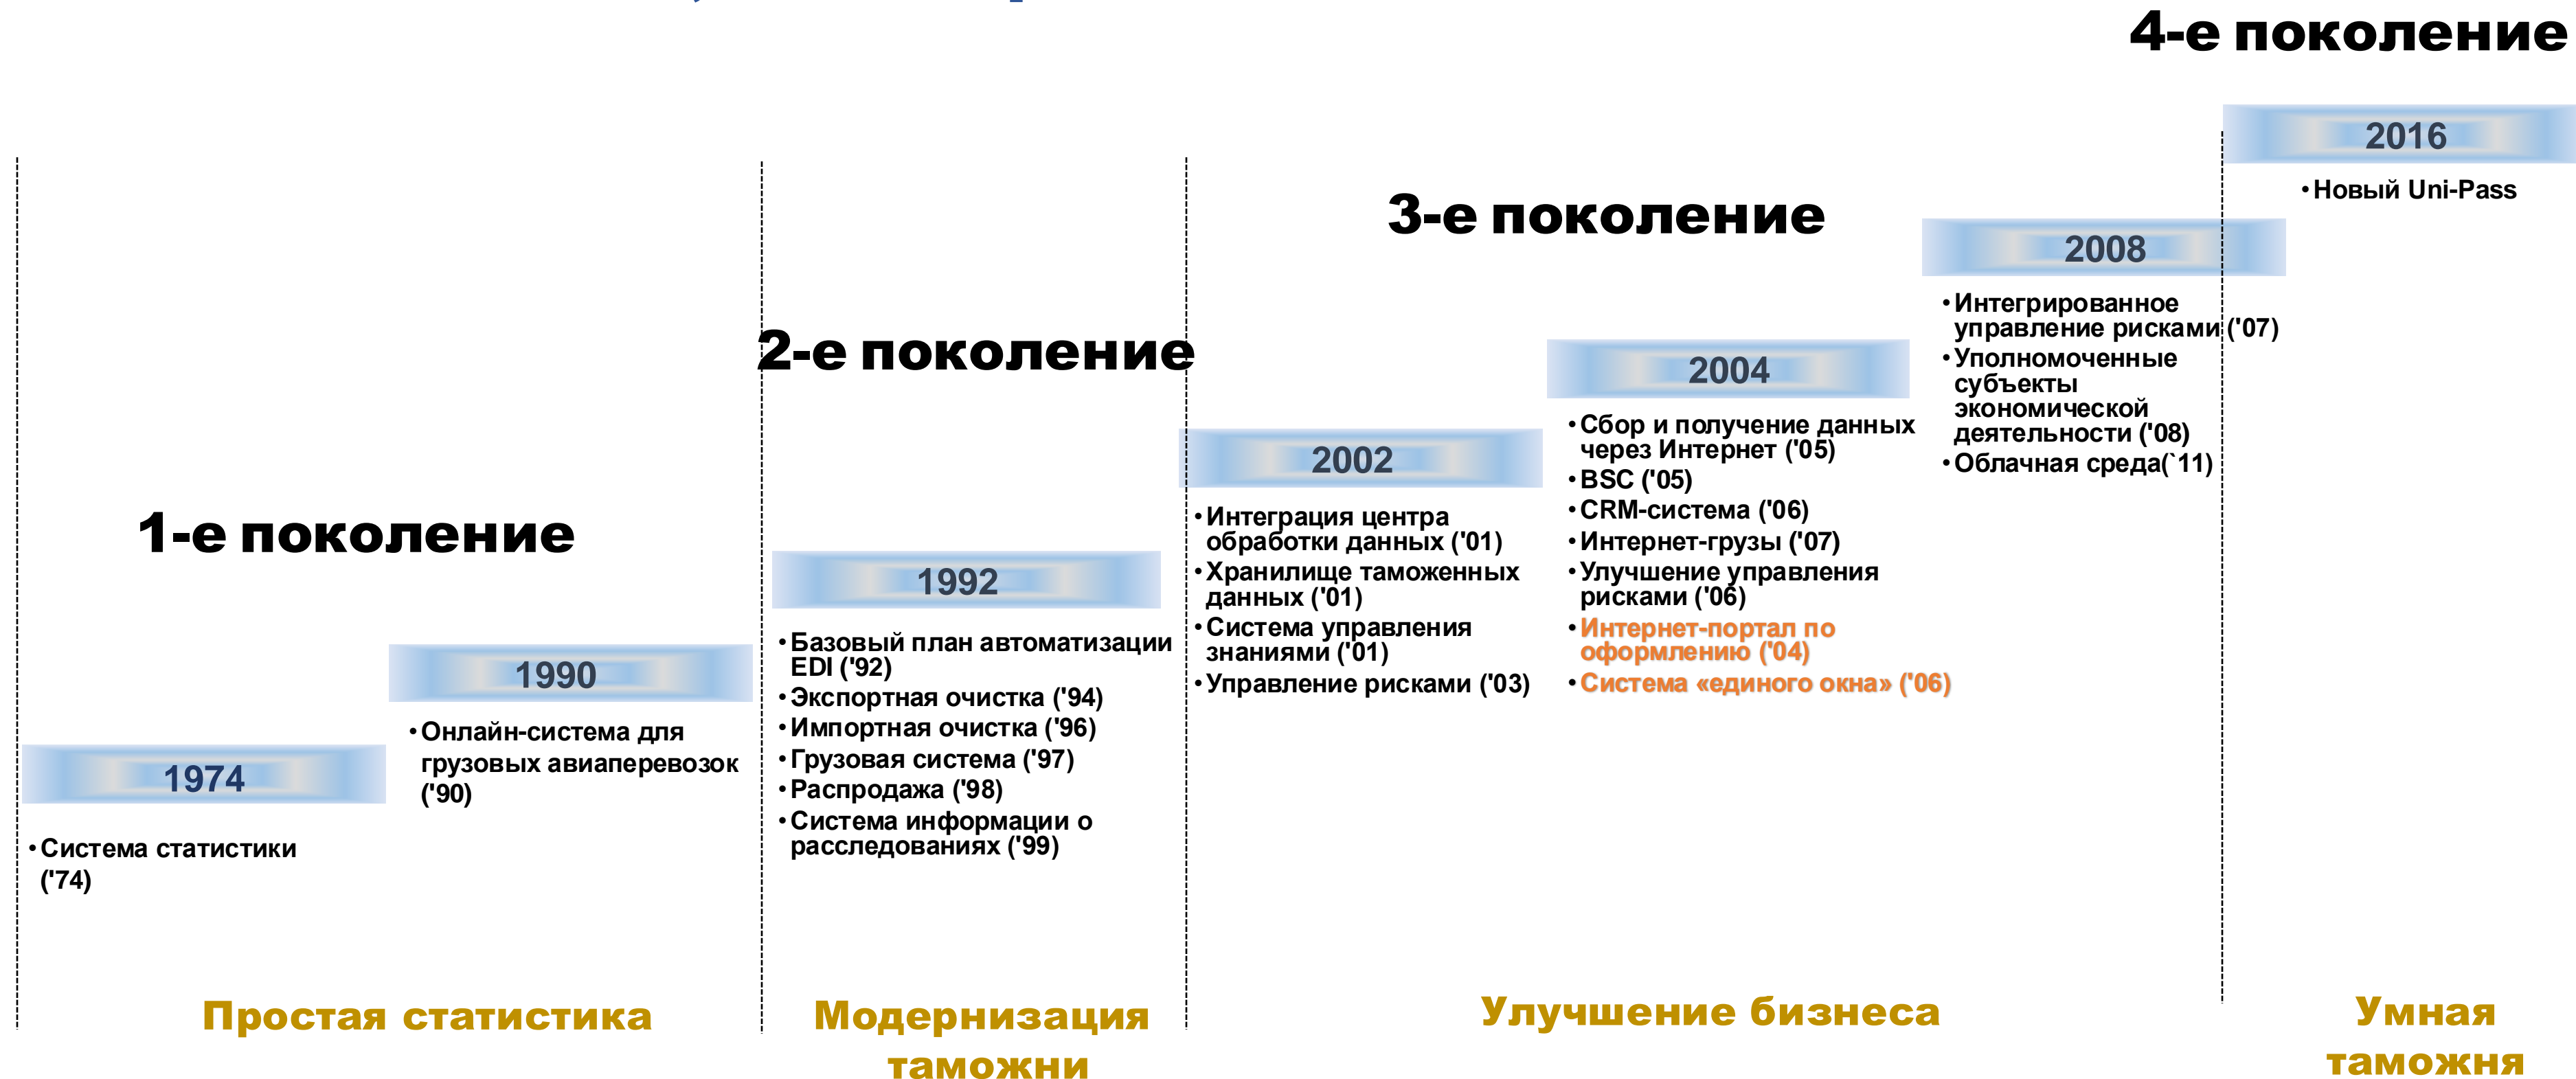 4-е поколение
2016
•Новый Uni-Pass
3-е поколение
2008
•Интегрированное
управление рисками ('07)
•Уполномоченные
субъекты
экономической
деятельности ('08)
•Облачная среда(`11)
2-е поколение
2004
•Сбор и получение данных
через Интернет ('05)
•BSC ('05)
•CRM-система ('06)
•Интернет-грузы ('07)
•Улучшение управления
рисками ('06)
•Интернет-портал по
оформлению ('04)
•Система «единого окна» ('06)
2002
•Интеграция центра
обработки данных ('01)
•Хранилище таможенных
данных ('01)
•Система управления
знаниями ('01)
•Управление рисками ('03)
1-е поколение
1992
•Базовый план автоматизации
EDI ('92)
•Экспортная очистка ('94)
•Импортная очистка ('96)
•Грузовая система ('97)
•Распродажа ('98)
•Система информации о
расследованиях ('99)
1990
•Онлайн-система для
грузовых авиаперевозок
('90)
1974
•Система статистики
('74)
Простая статистика
Модернизация
таможни
Улучшение бизнеса
Умная
таможня